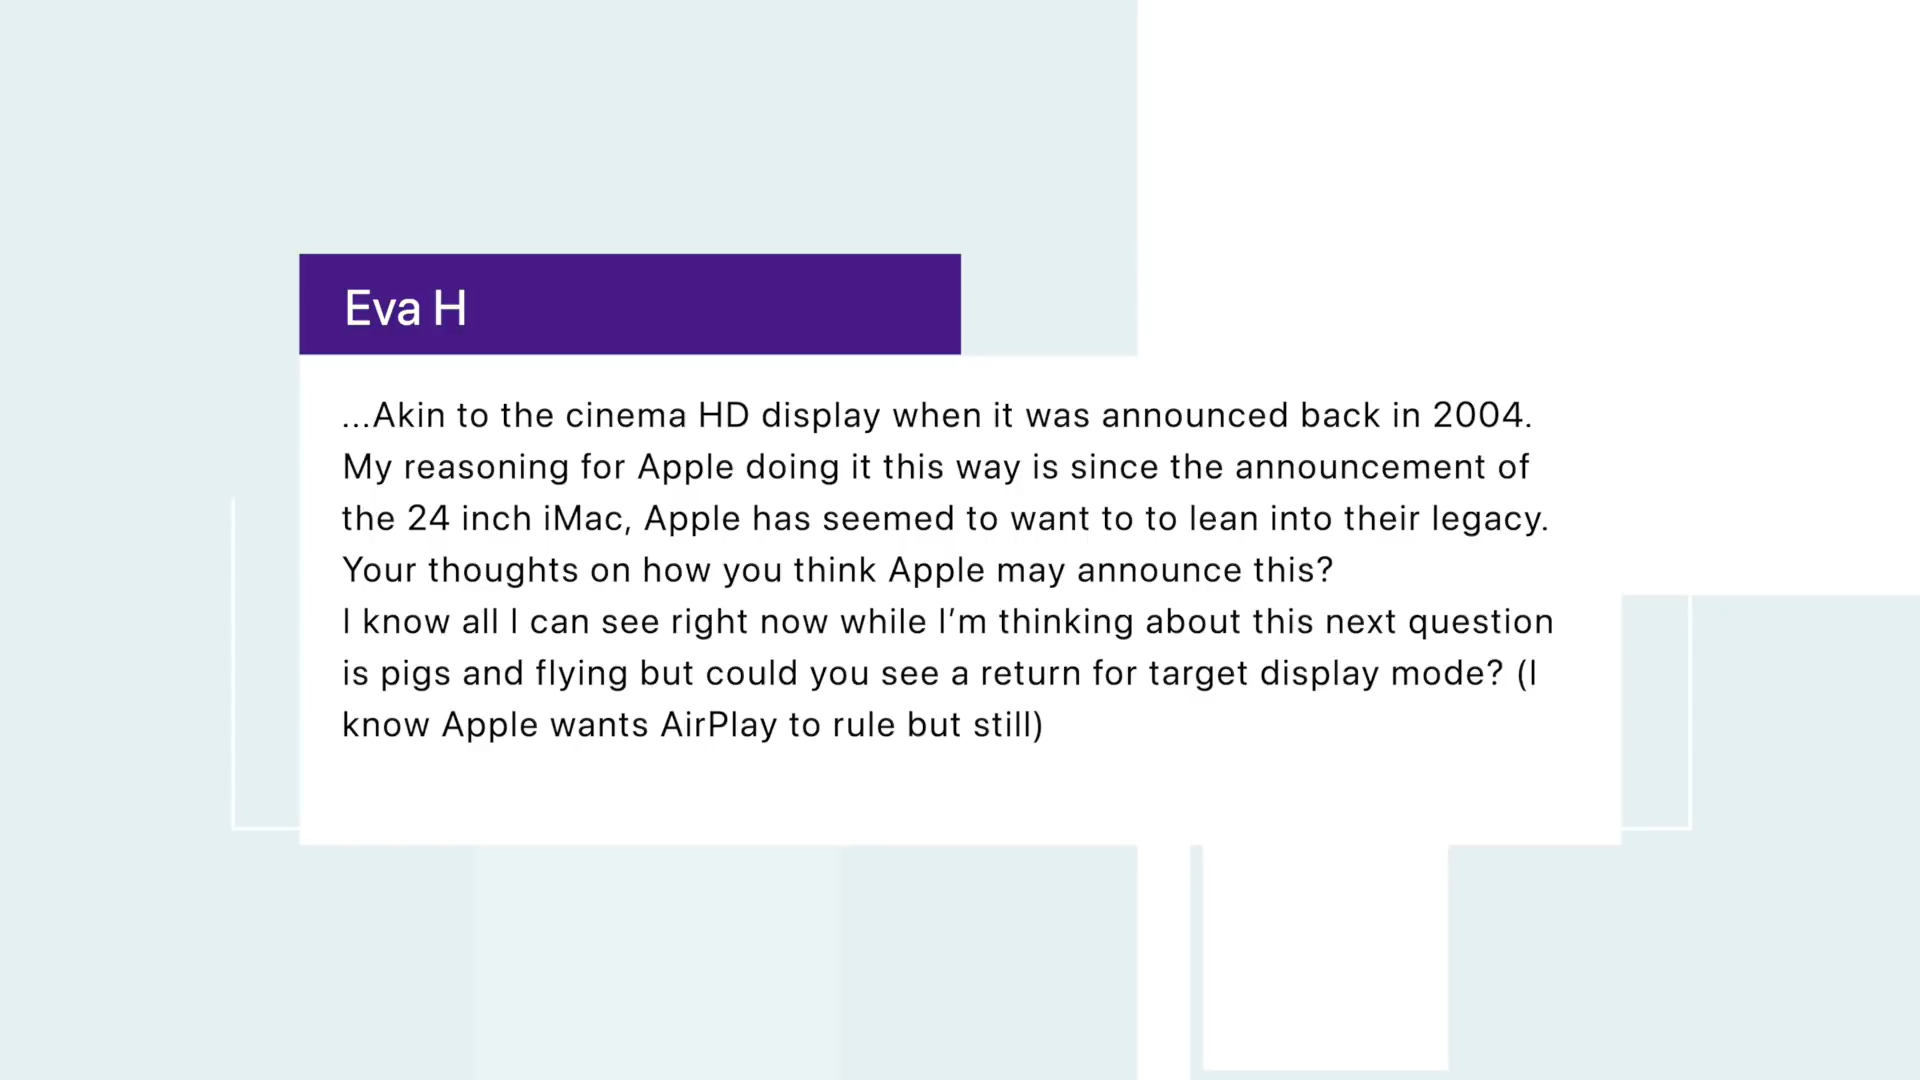 Eva H
...Akin to the cinema HD display when it was announced back in 2004.
My reasoning for Apple doing it this way is since the announcement of
the 24 inch iMac, Apple has seemed to want to to lean into their legacy.
Your thoughts on how you think Apple may announce this?
I know all I can see right now while I’m thinking about this next question
is pigs and flying but could you see a return for target display mode? (I
know Apple wants AirPlay to rule but still)